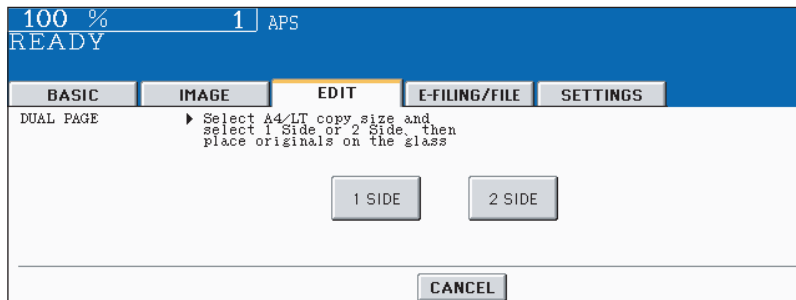 100 % 1 APS
READY
BASIC IMAGE EDIT E-FILING/FILE SETTINGS
DUAL PAGE Select A4/LT copy size and
select 1 Side or 2 Side, then
place originals on the glass
1 SIDE 2 SIDE
CANCEL